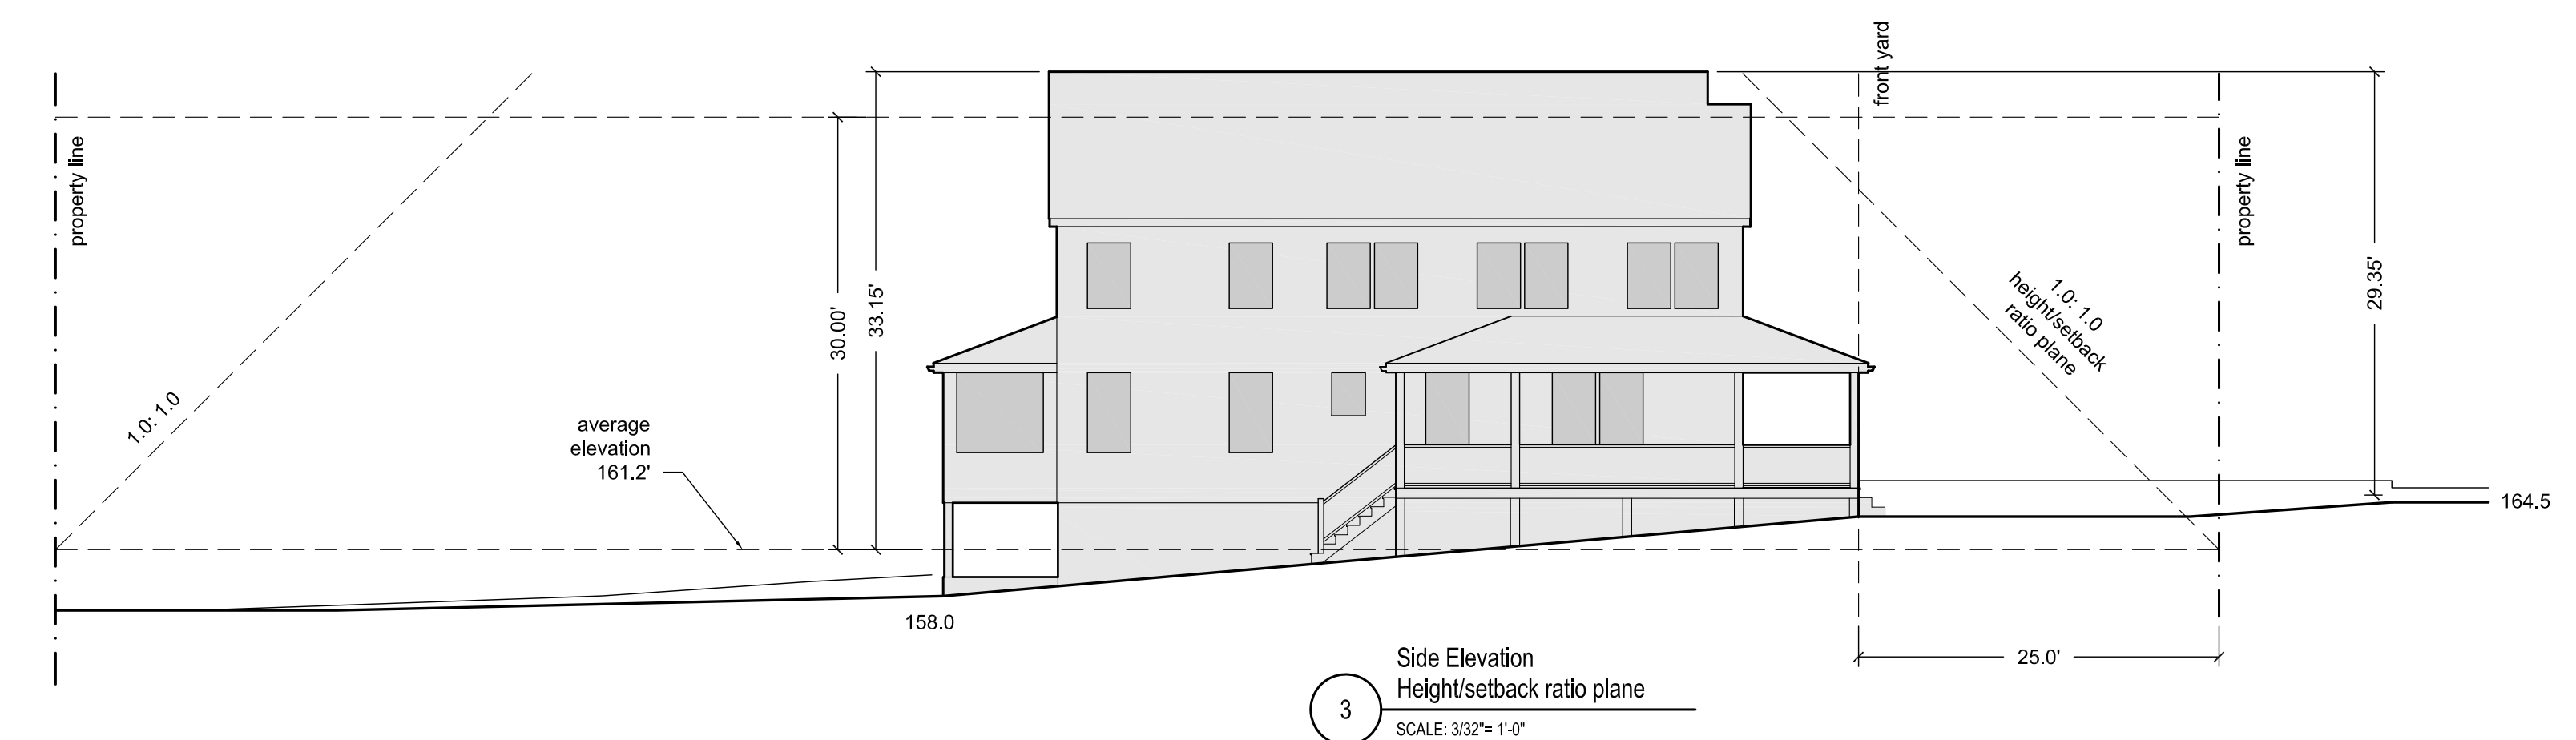 front yard
property line
property line
1.0: 1.0
30.00'
33.15'
29.35'
1.0: 1.0
height/setback
ratio plane
average
elevation
161.2'
164.5
158.0
25.0'
3
Side Elevation
Height/setback ratio plane
SCALE: 3/32"= 1'-0"